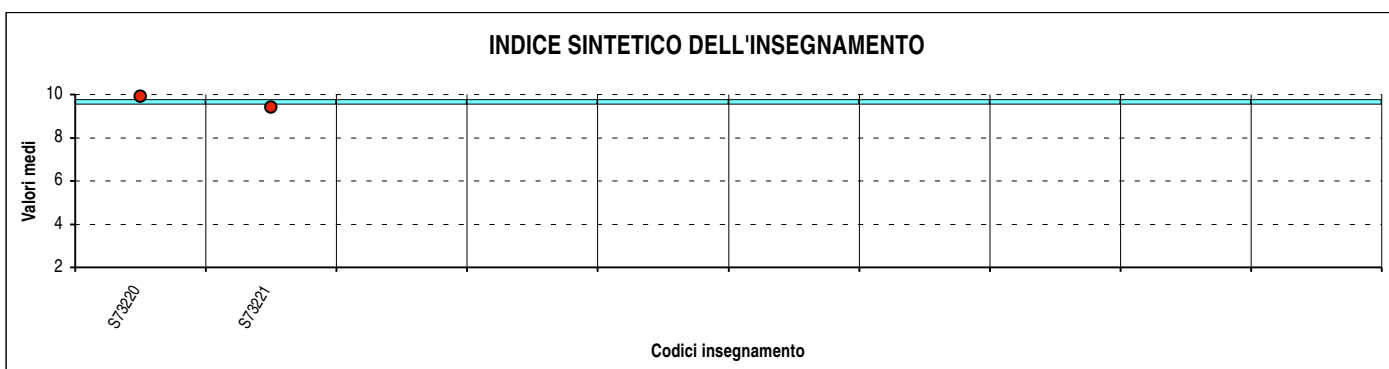 INDICE SINTETICO DELL'INSEGNAMENTO
10
8
6
4
2
Valori medi
S73220
S73221
Codici insegnamento